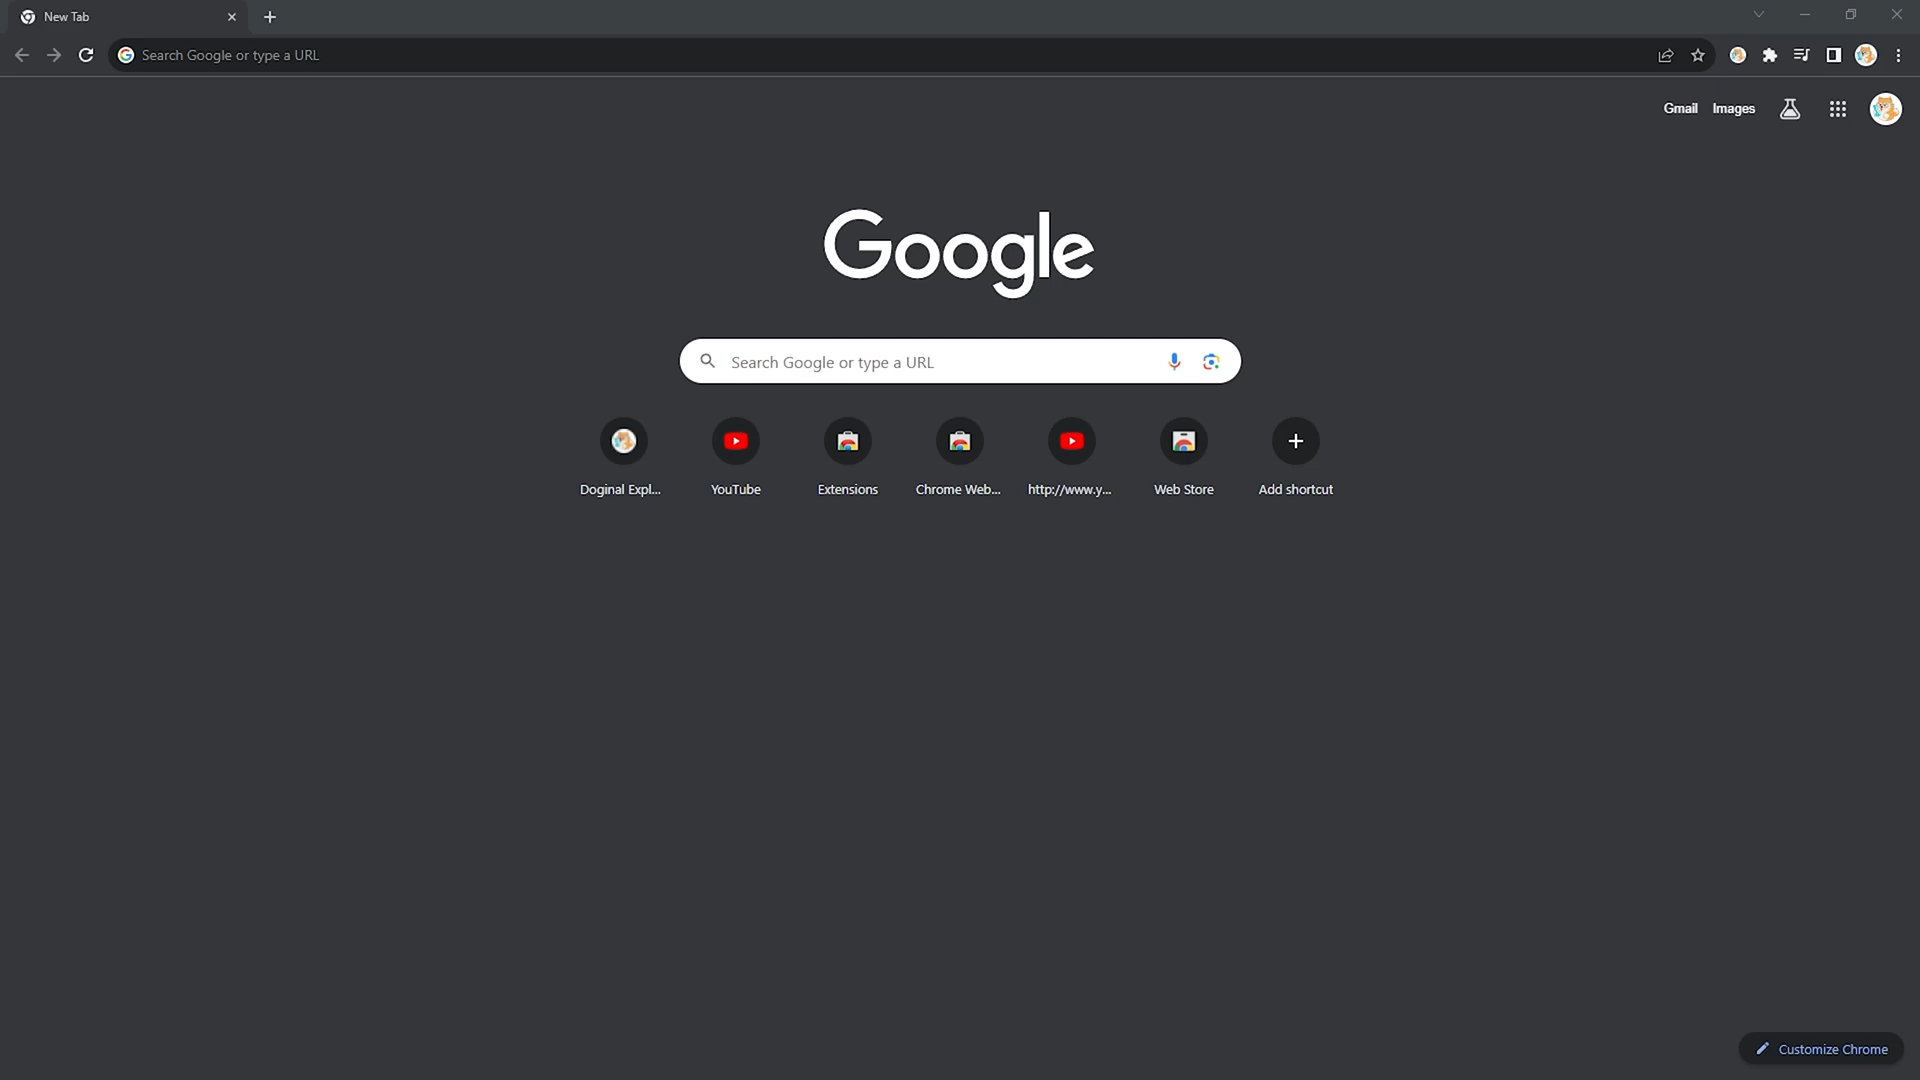 New Tab
Search Google or type a URL
Gmail Images
Google
Search Google or type a URL
Doginal Expl... YouTube Extensions Chrome Web... http://www.y... Web Store Add shortcut
Customize Chrome